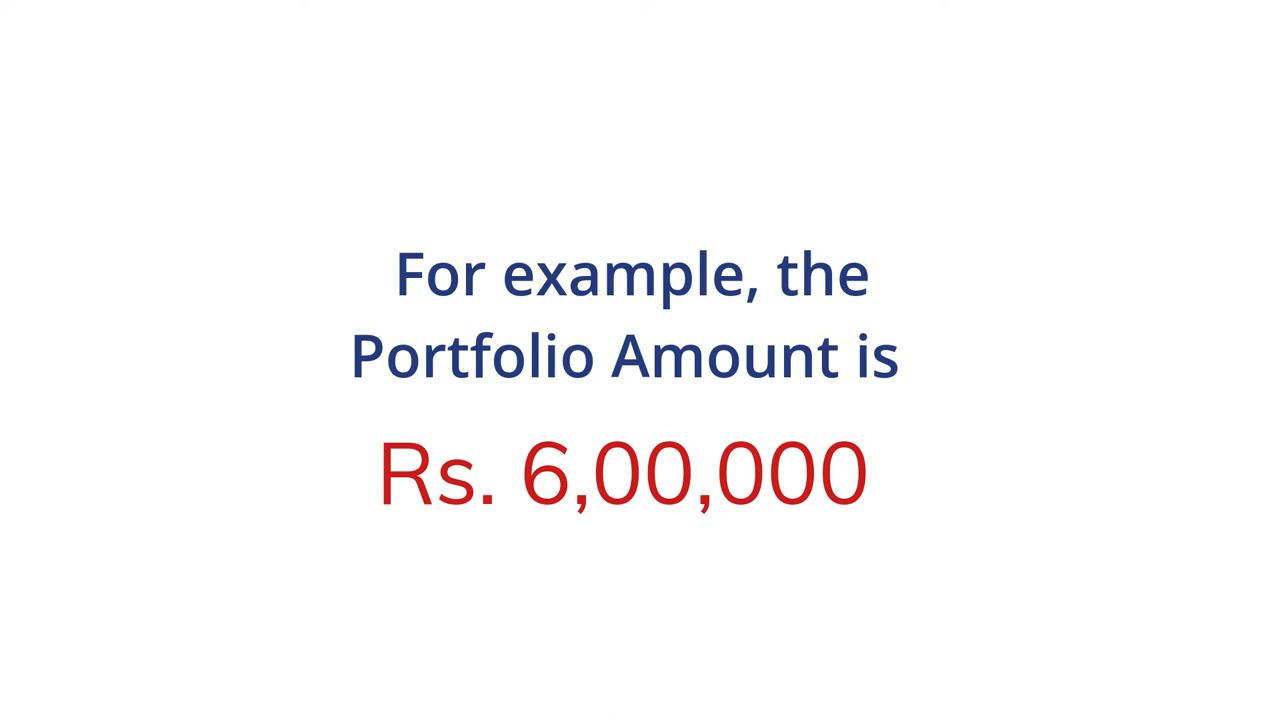 For example, the
Portfolio Amount is
Rs. 6,00,000